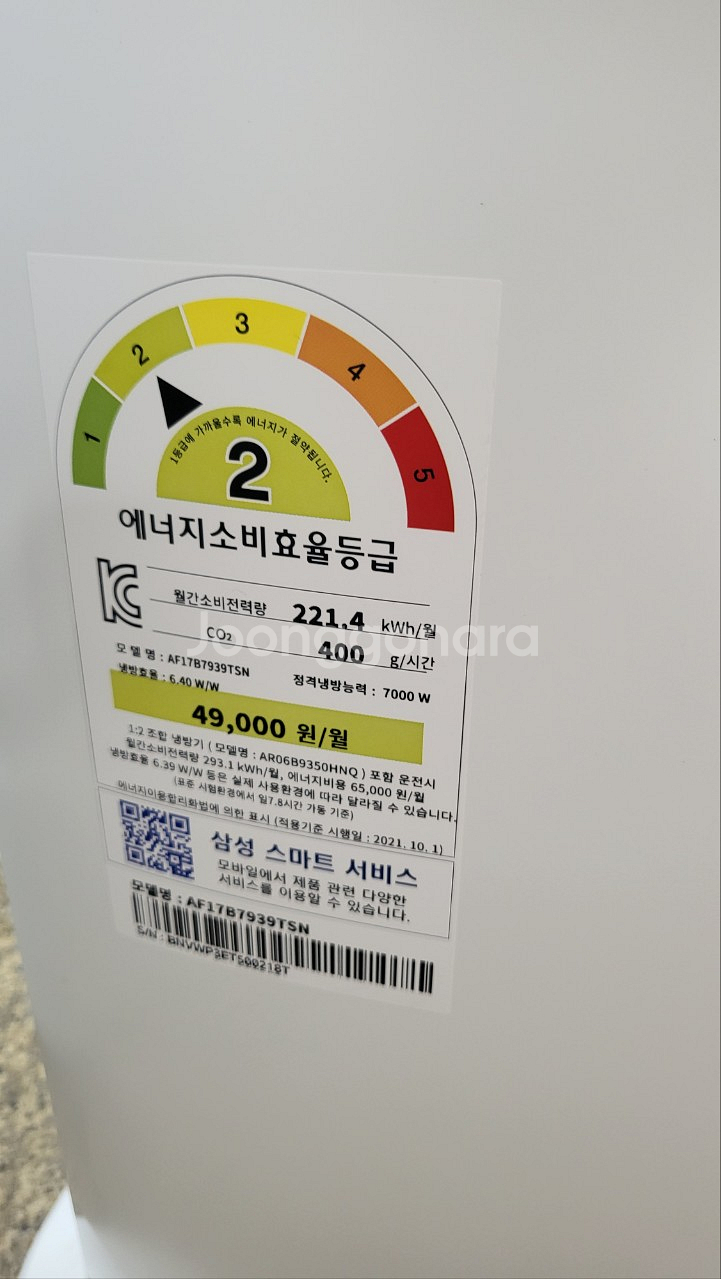 1
2
3
4
5
1등급에 가까울수록 에너지가 절약됩니다.
2
에너지소비효율등급
월간소비전력량 221.4 kWh/월
CO₂ 400 g/시간
Joonggonara
모델명 : AF17B7939TSN
냉방효율 : 6.40 W/W 정격냉방능력 : 7000 W
49,000 원/월
1:2 조합 냉방기 ( 모델명 : AR06B9350HNQ ) 포함 운전시
월간소비전력량 293.1 kWh/월, 에너지비용 65,000 원/월
냉방효율 6.39 W/W 등은 실제 사용환경에 따라 달라질 수 있습니다.
(표준 시험환경에서 일7.8시간 가동 기준)
에너지이용합리화법에 의한 표시 (적용기준 시행일 : 2021. 10. 1)
삼성 스마트 서비스
모바일에서 제품 관련 다양한
서비스를 이용할 수 있습니다.
모델명 : AF17B7939TSN
S/N : BNVWP3ETS00218T